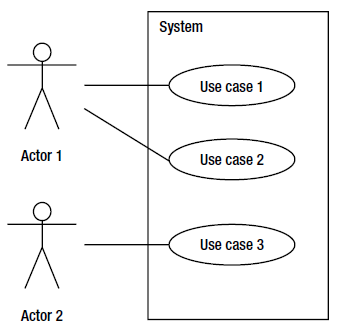 System
Use case 1
Actor 1
Use case 2
Use case 3
Actor 2